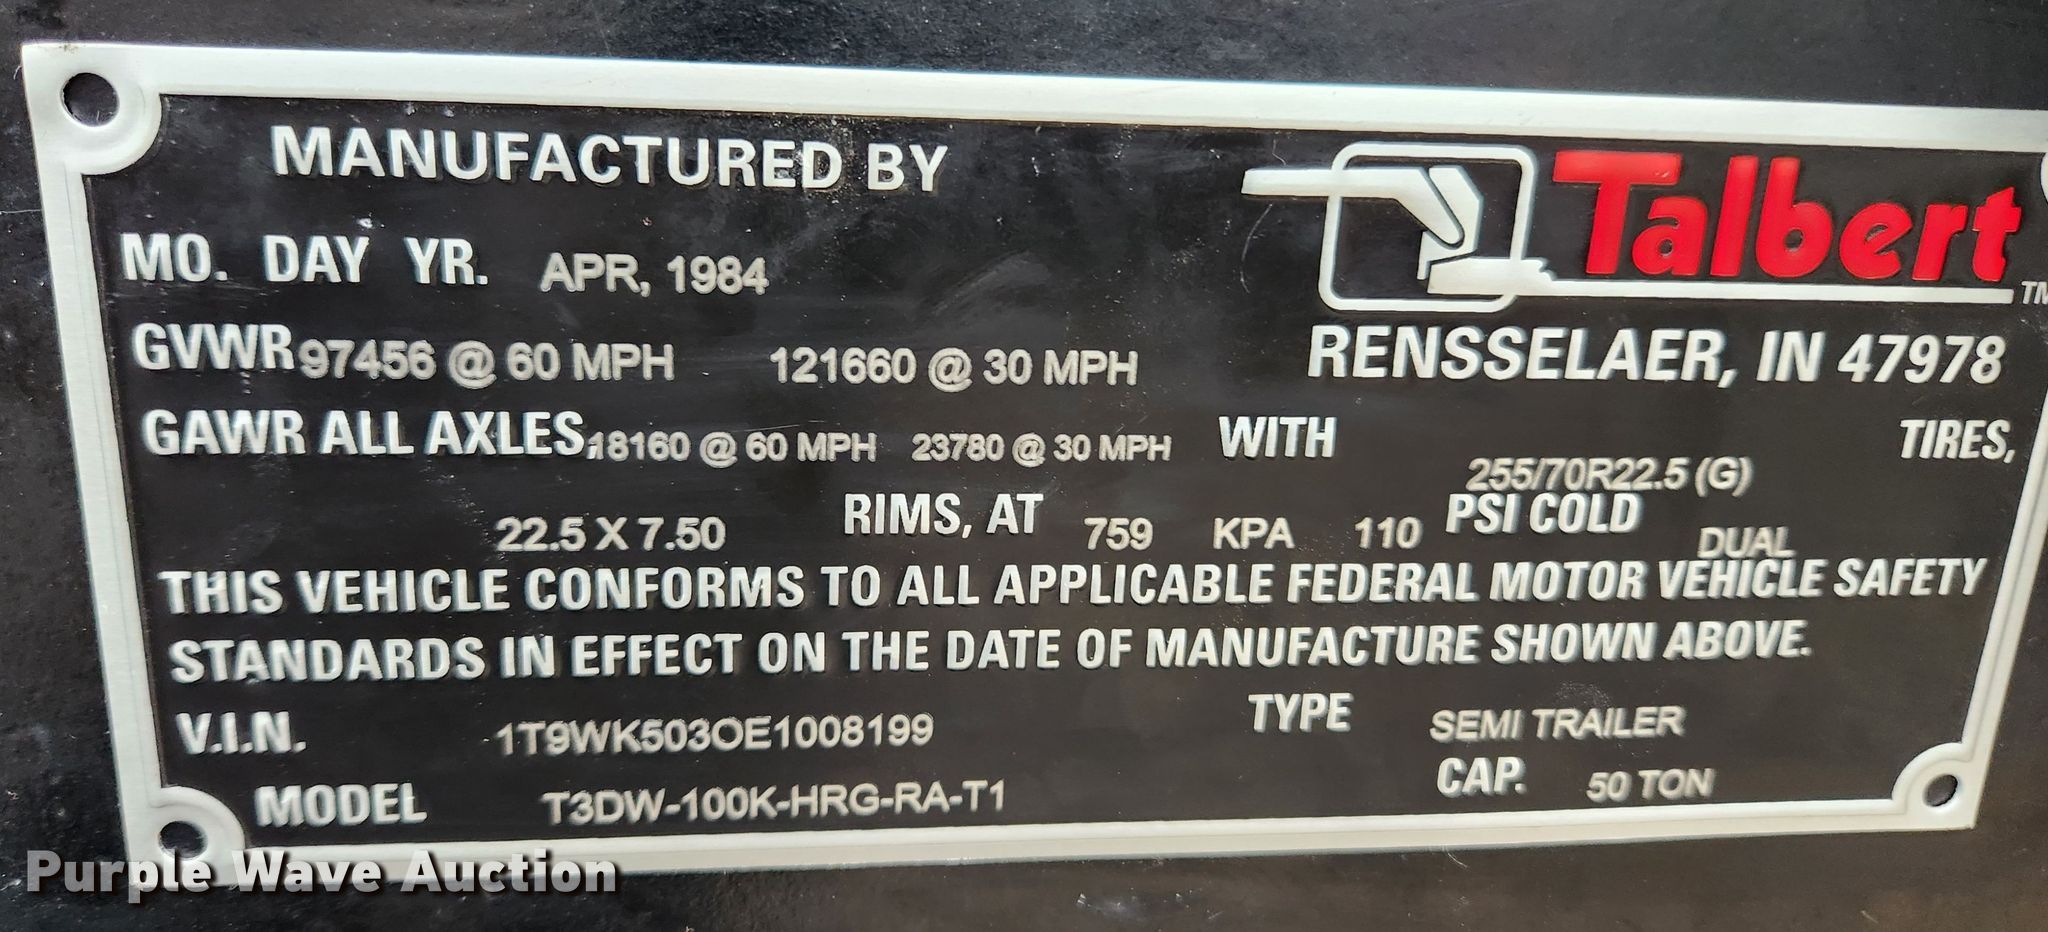 MANUFACTURED BY
Talbert TM
MO. DAY YR. APR, 1984
GVWR 97456 @ 60 MPH 121660 @ 30 MPH
RENSSELAER, IN 47978
GAWR ALL AXLES, 18160 @ 60 MPH 23780 @ 30 MPH WITH 255/70R22.5 (G) TIRES,
22.5 X 7.50 RIMS, AT 759 KPA 110 PSI COLD DUAL
THIS VEHICLE CONFORMS TO ALL APPLICABLE FEDERAL MOTOR VEHICLE SAFETY
STANDARDS IN EFFECT ON THE DATE OF MANUFACTURE SHOWN ABOVE.
V.I.N. 1T9WK503OE1008199 TYPE SEMI TRAILER
MODEL T3DW-100K-HRG-RA-T1 CAP. 50 TON
Purple Wave Auction